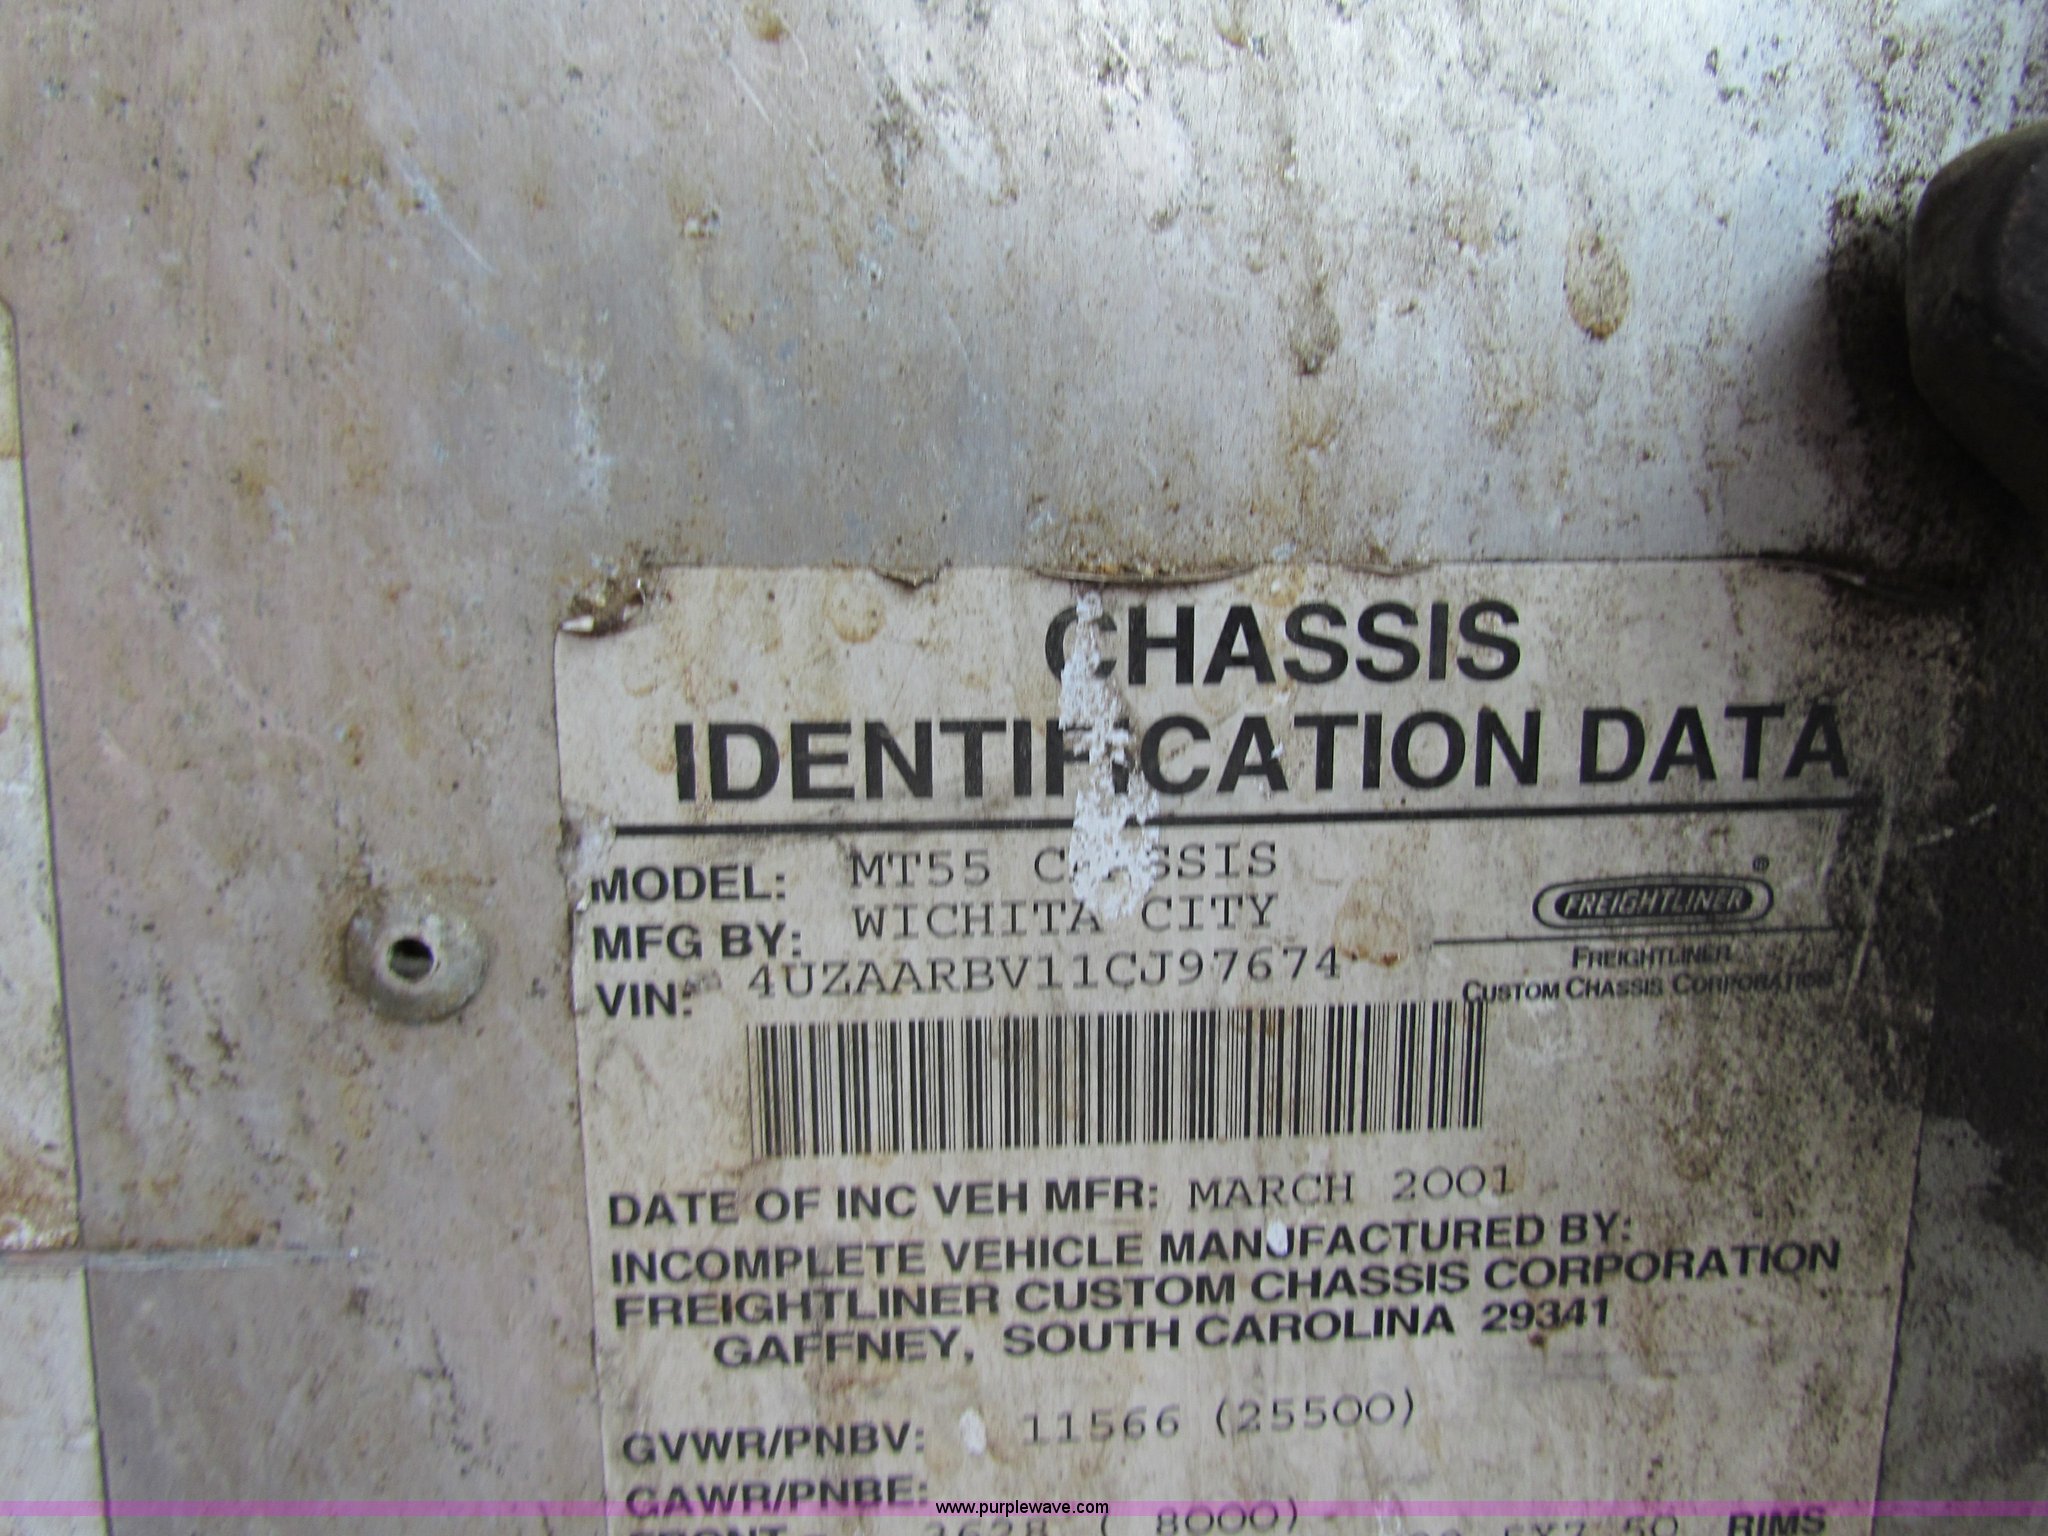 CHASSIS
IDENTIFICATION DATA
MODEL: MT55 CHASSIS
MFG BY: WICHITA CITY
VIN: 4UZAARBV11CJ97674
FREIGHTLINER ®
FREIGHTLINER
CUSTOM CHASSIS CORPORATION
DATE OF INC VEH MFR: MARCH 2001
INCOMPLETE VEHICLE MANUFACTURED BY:
FREIGHTLINER CUSTOM CHASSIS CORPORATION
GAFFNEY, SOUTH CAROLINA 29341
GVWR/PNBV: 11566 (25500)
GAWR/PNBE:
FRONT - 3628 ( 8000) RIMS
www.purplewave.com